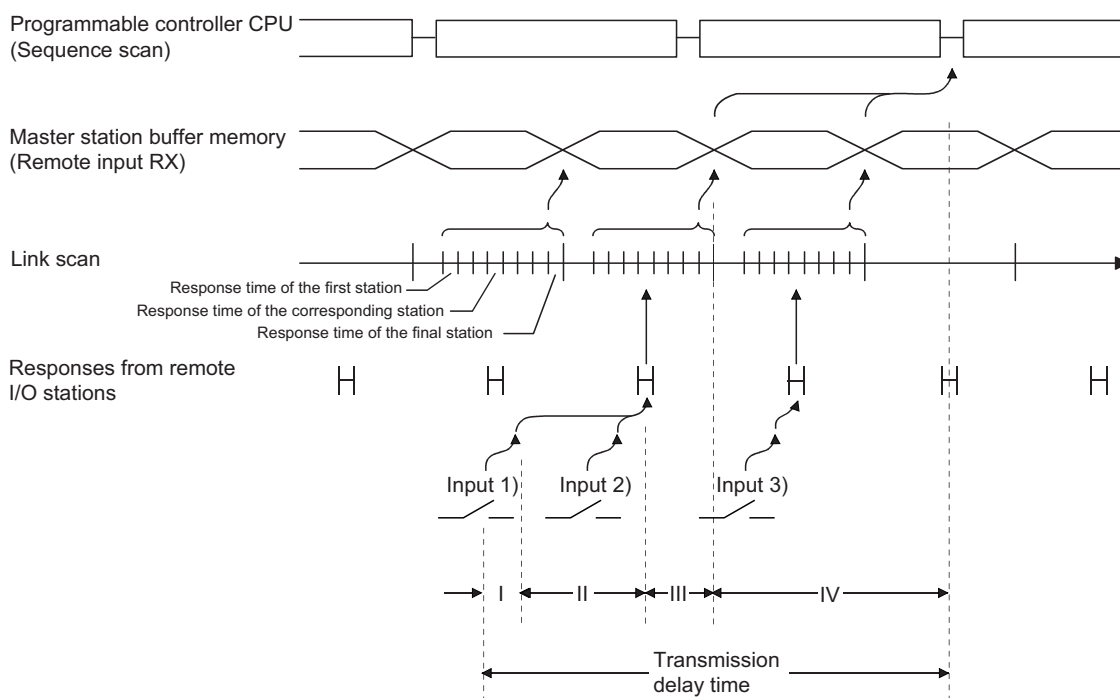 Programmable controller CPU
(Sequence scan)
Master station buffer memory
(Remote input RX)
Link scan
Response time of the first station
Response time of the corresponding station
Response time of the final station
Responses from remote
I/O stations
Input 1)
Input 2)
Input 3)
I
II
III
IV
Transmission
delay time